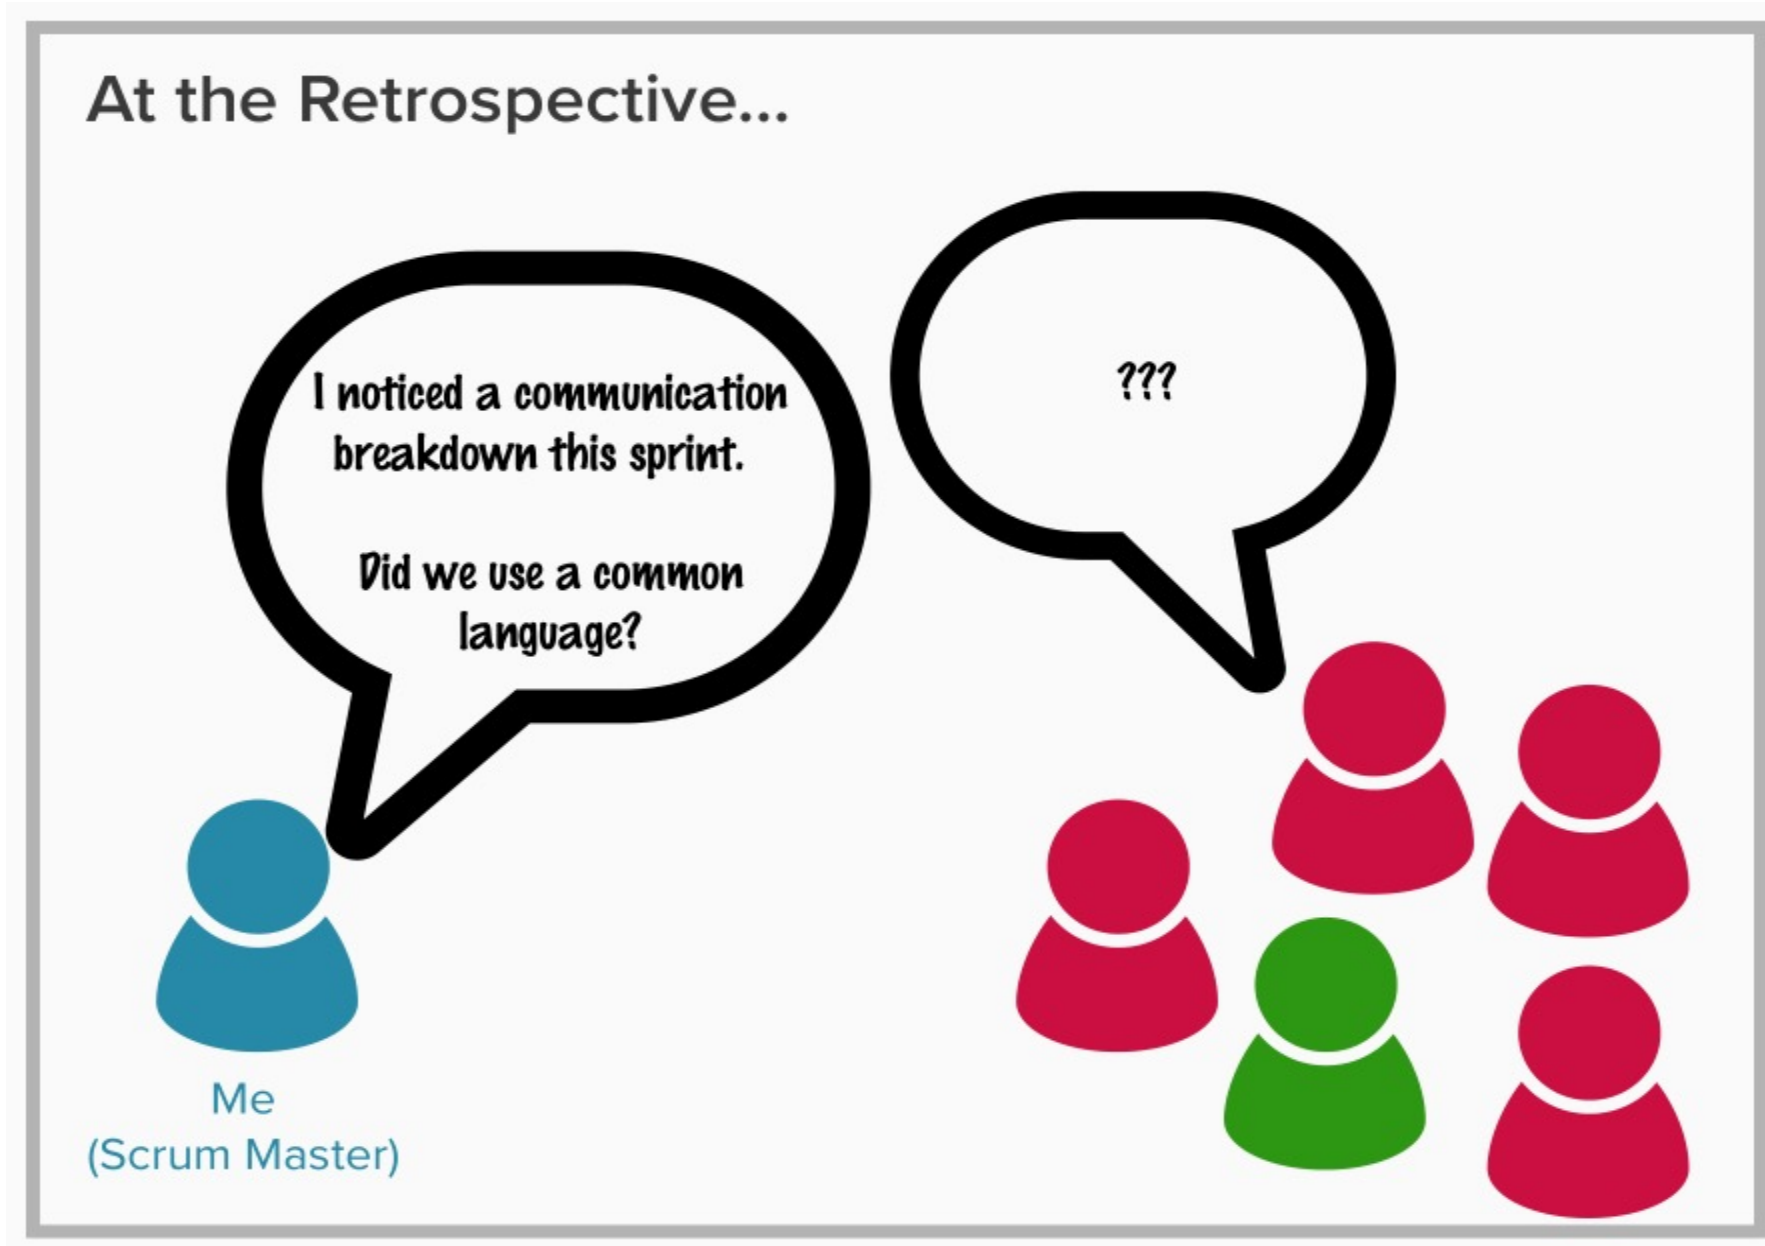 At the Retrospective...
I noticed a communication
breakdown this sprint.
Did we use a common
language?
???
Me
(Scrum Master)